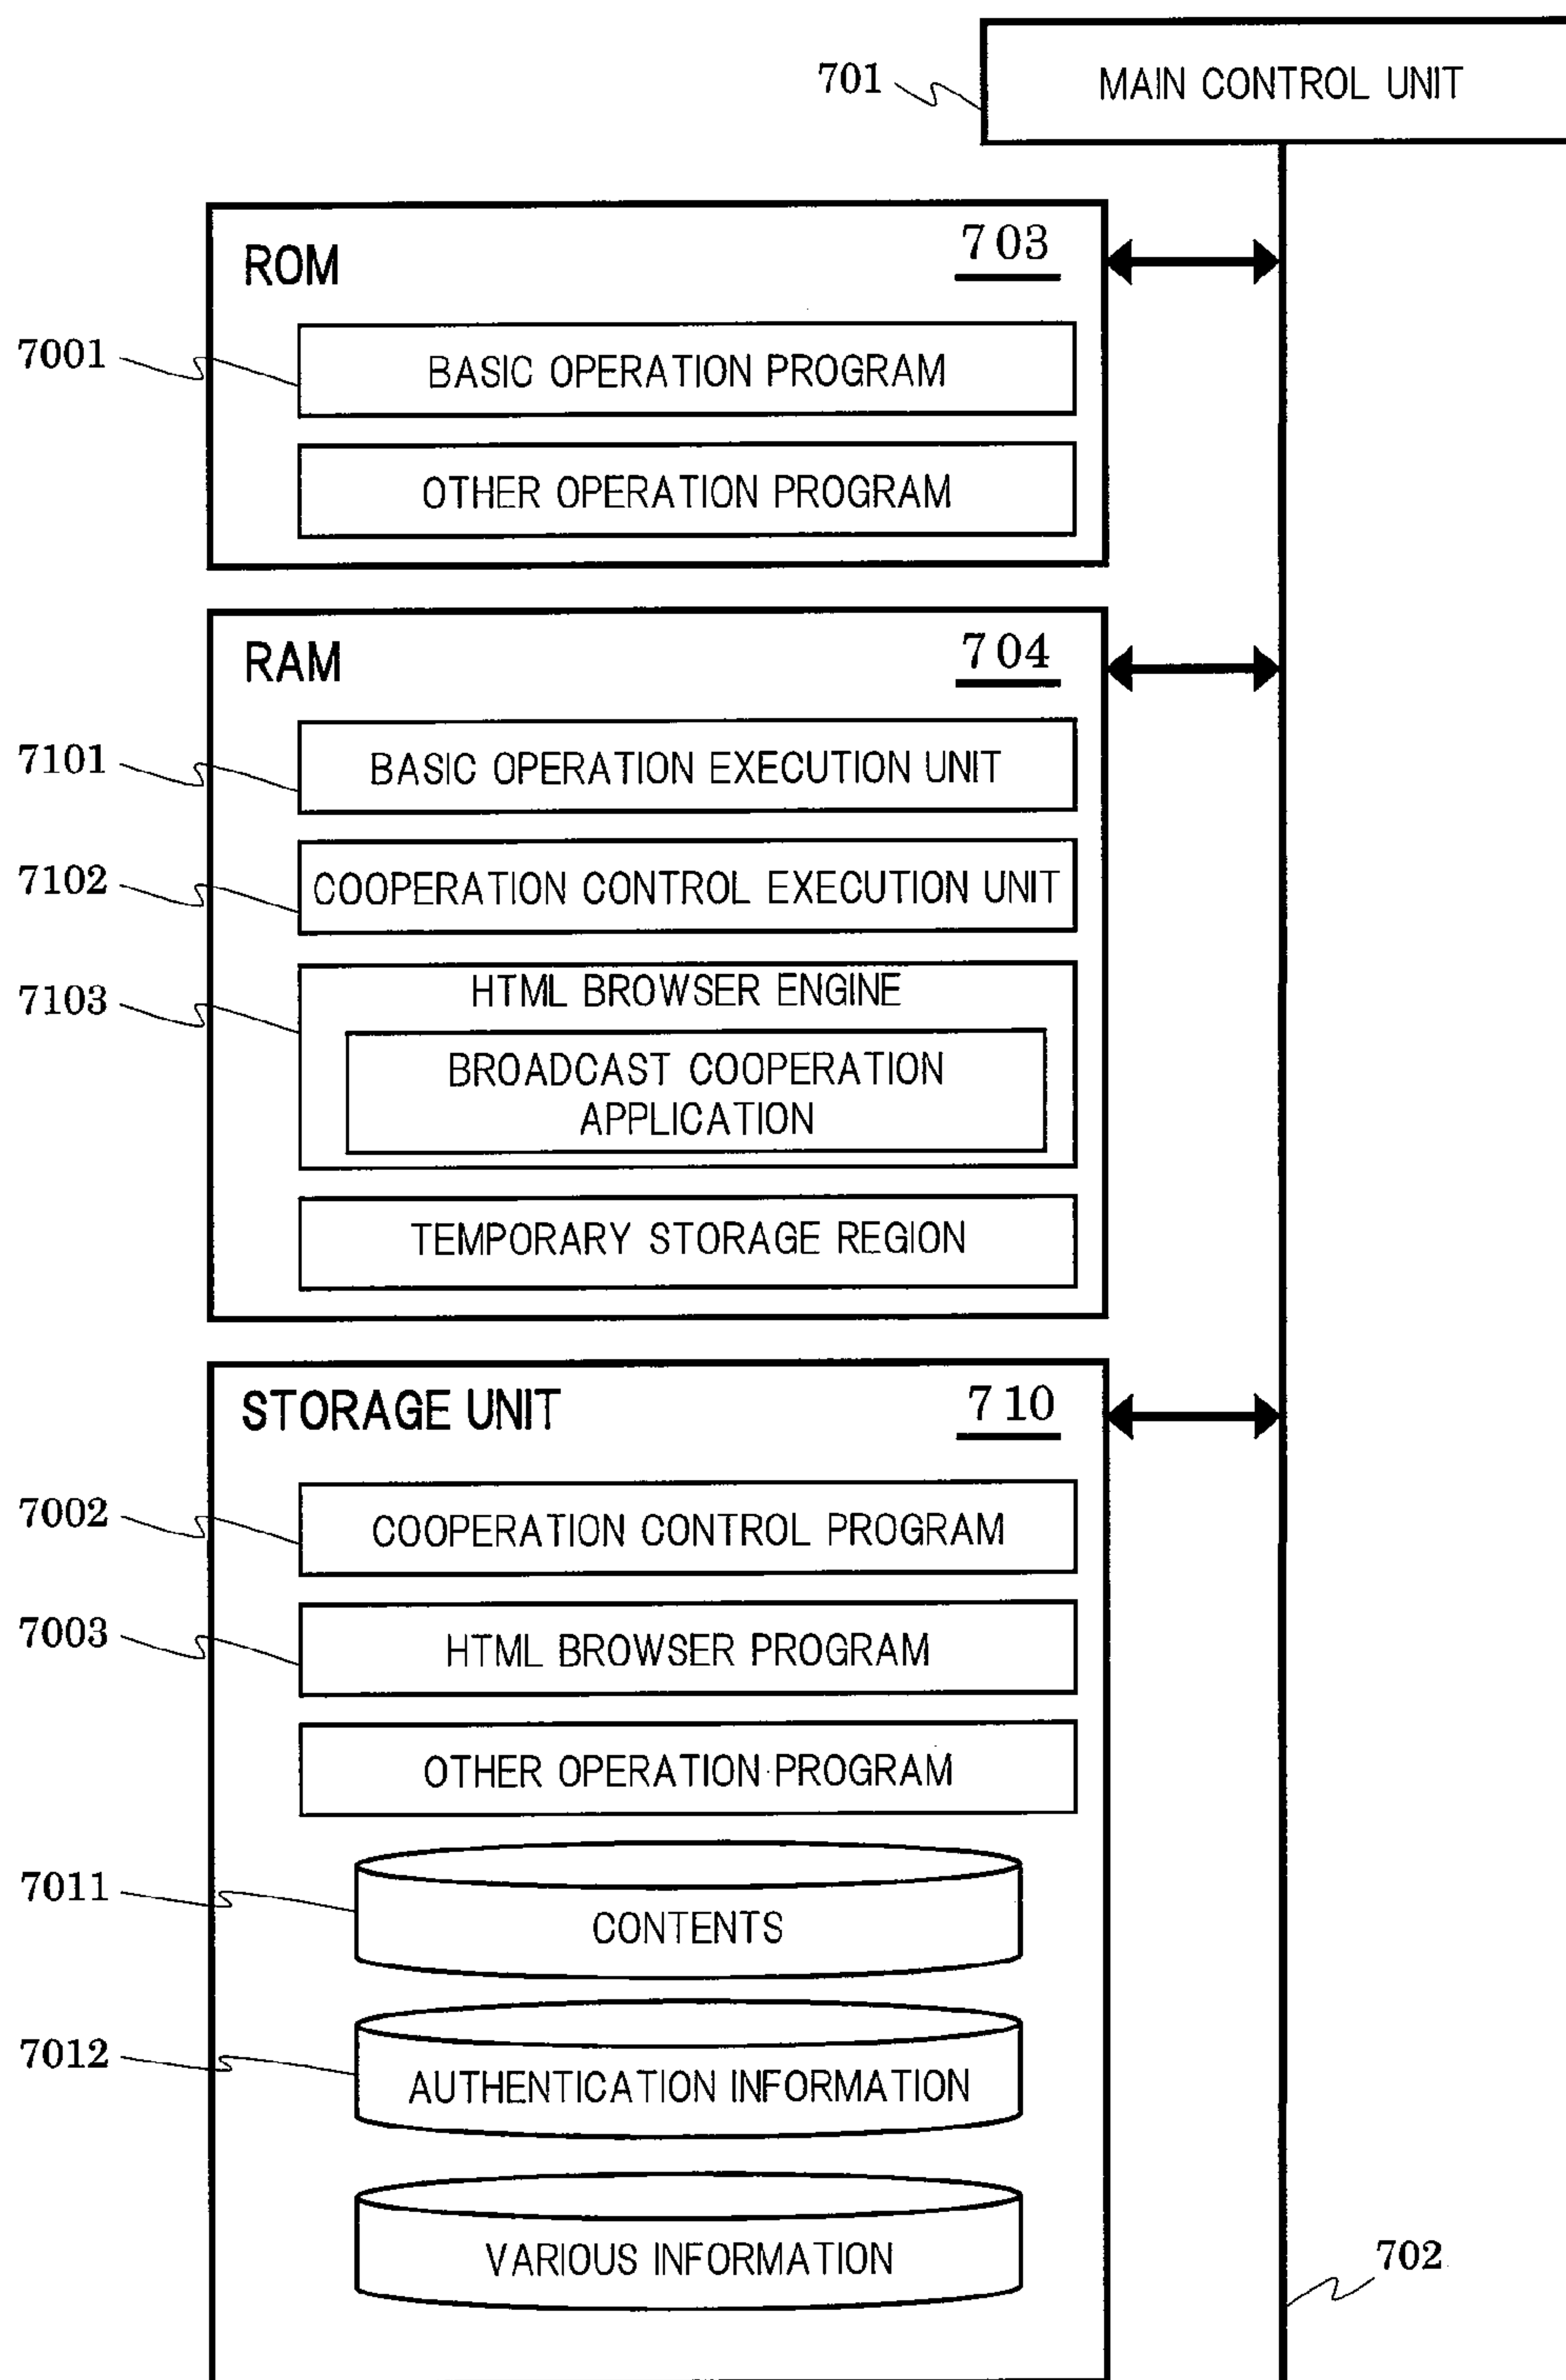 701
MAIN CONTROL UNIT
ROM
703
7001
BASIC OPERATION PROGRAM
OTHER OPERATION PROGRAM
RAM
704
7101
BASIC OPERATION EXECUTION UNIT
7102
COOPERATION CONTROL EXECUTION UNIT
7103
HTML BROWSER ENGINE
BROADCAST COOPERATION
APPLICATION
TEMPORARY STORAGE REGION
STORAGE UNIT
710
7002
COOPERATION CONTROL PROGRAM
7003
HTML BROWSER PROGRAM
OTHER OPERATION PROGRAM
7011
CONTENTS
7012
AUTHENTICATION INFORMATION
VARIOUS INFORMATION
702